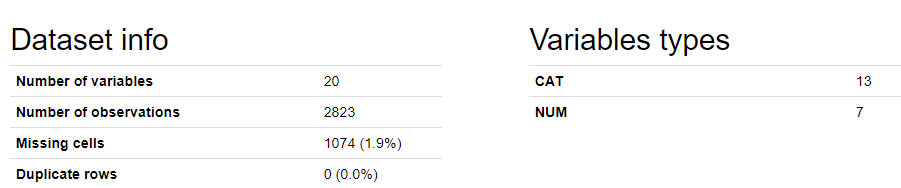 Dataset info
Number of variables 20
Number of observations 2823
Missing cells 1074 (1.9%)
Duplicate rows 0 (0.0%)
Variables types
CAT 13
NUM 7